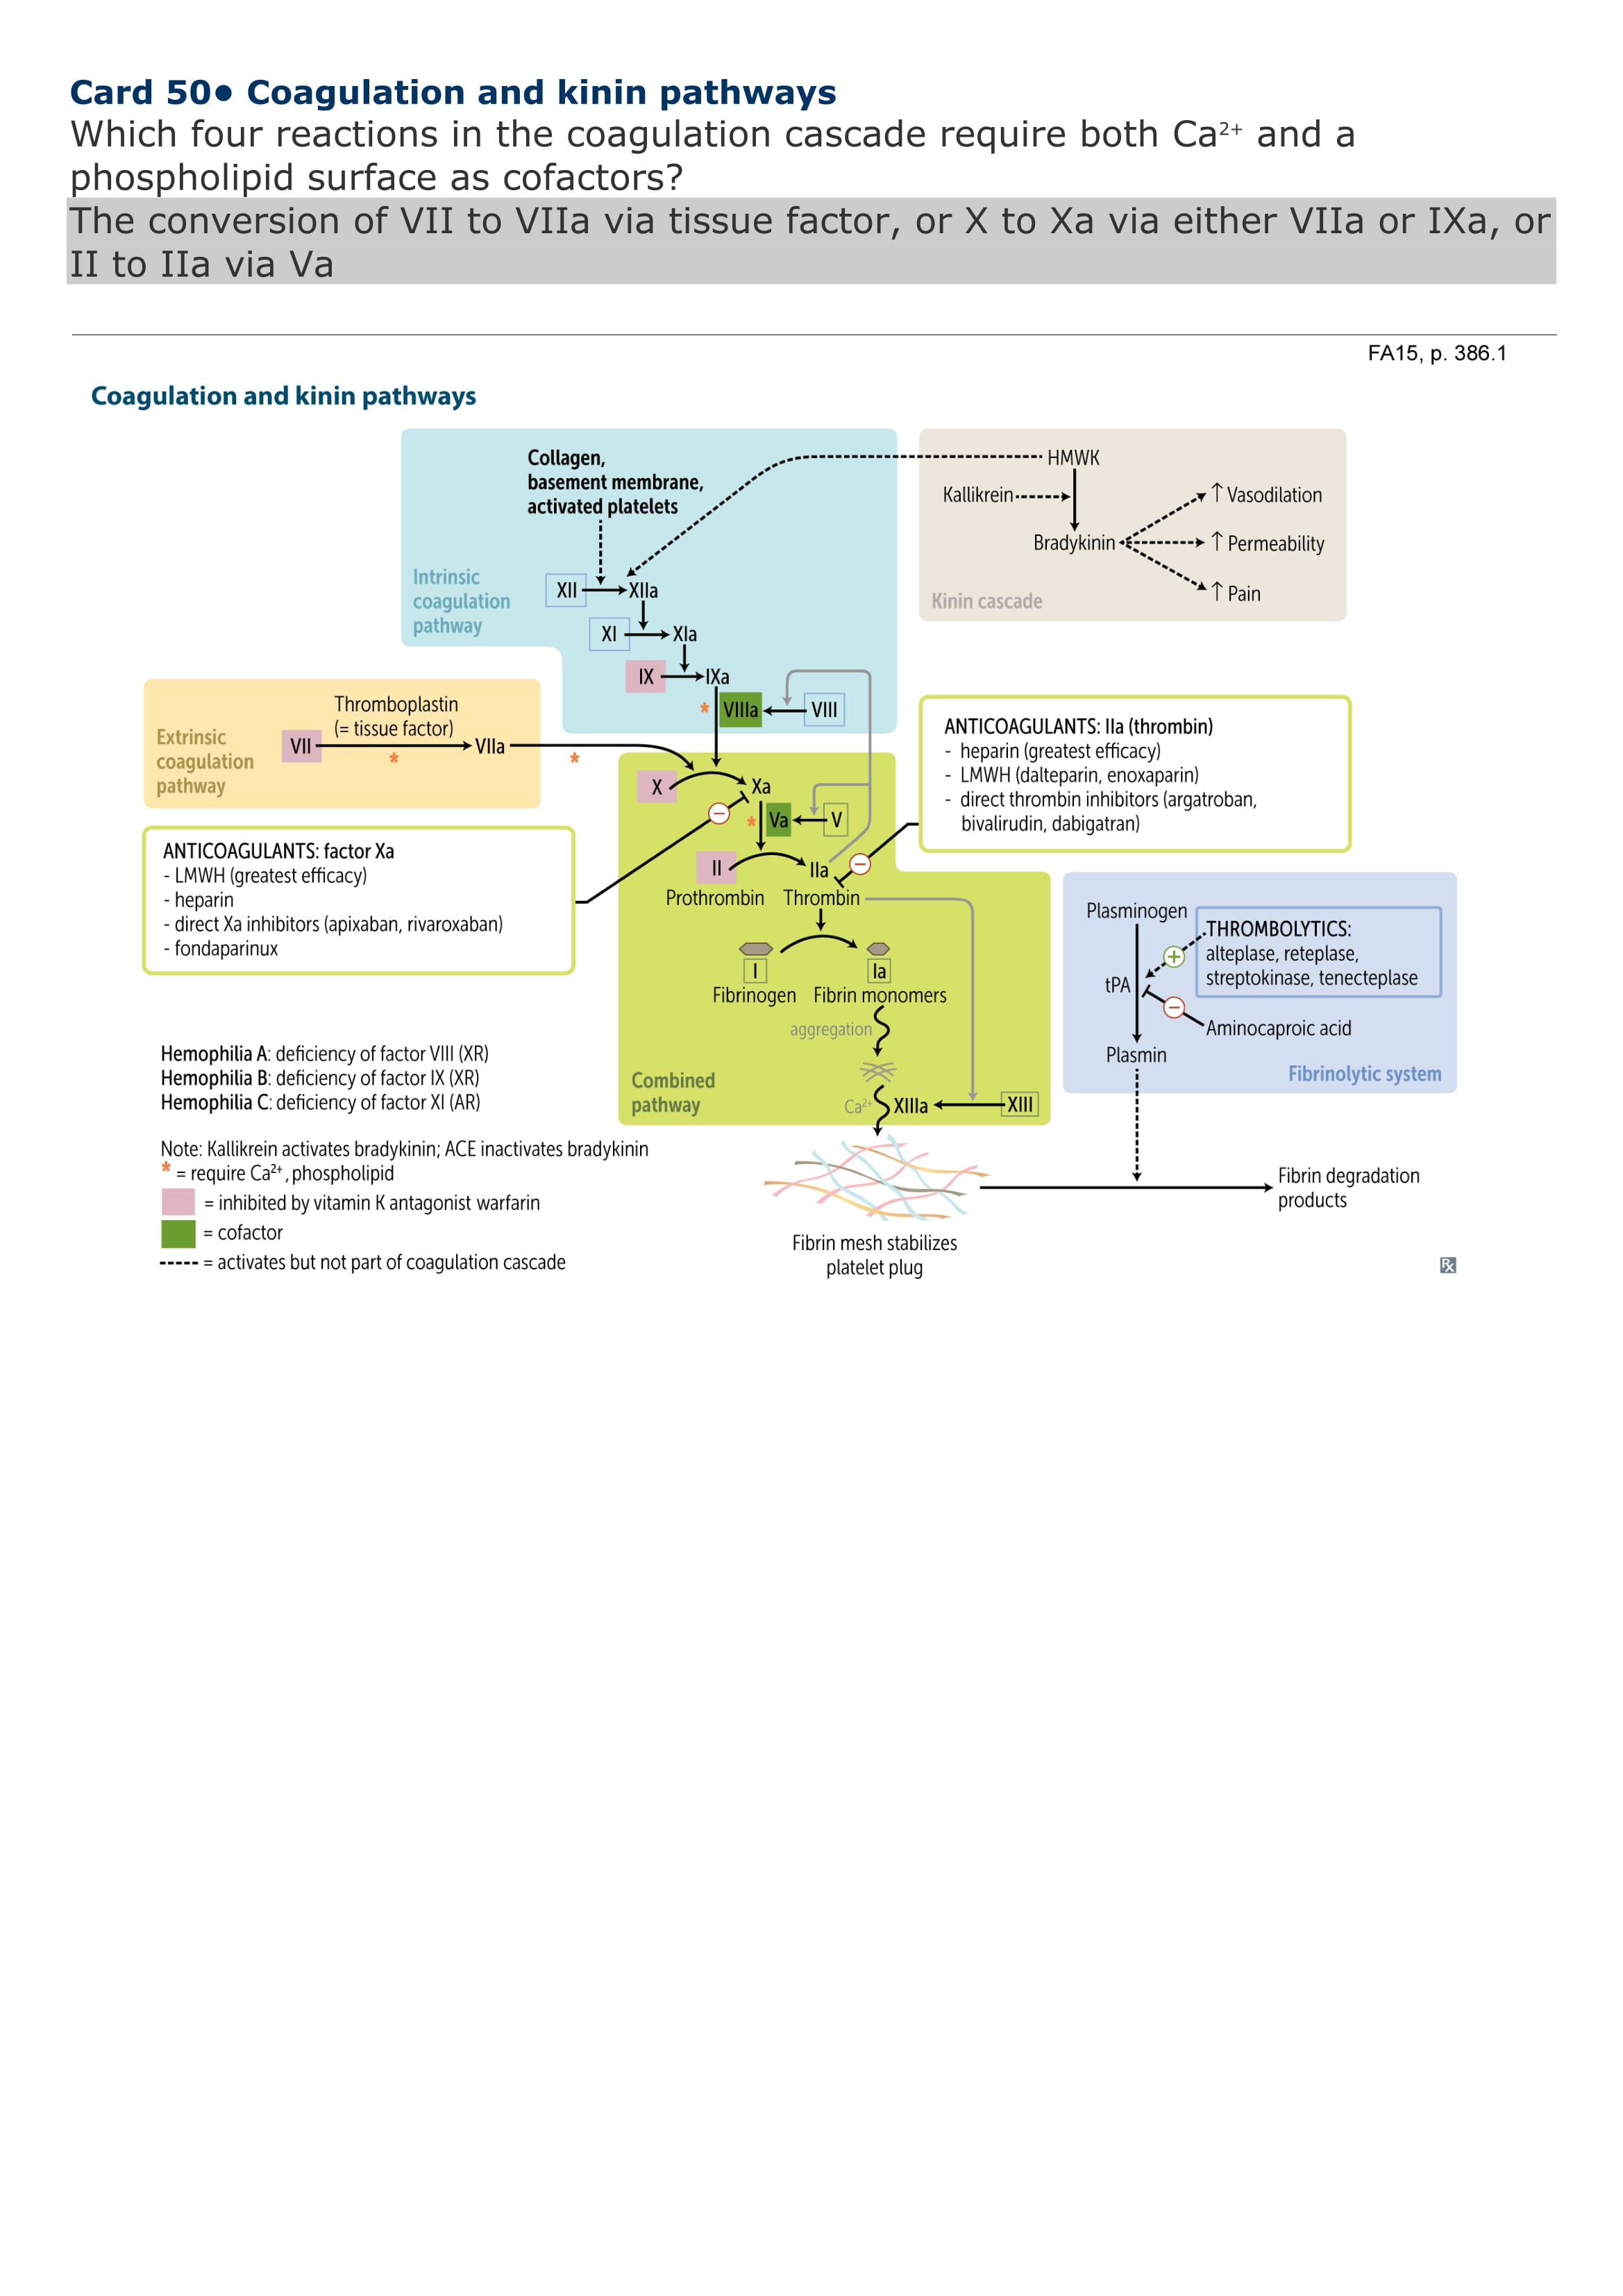 Card 50● Coagulation and kinin pathways
Which four reactions in the coagulation cascade require both Ca²⁺ and a
phospholipid surface as cofactors?
The conversion of VII to VIIa via tissue factor, or X to Xa via either VIIa or IXa, or
II to IIa via Va
FA15, p. 386.1
Coagulation and kinin pathways
Collagen,
basement membrane,
activated platelets
Intrinsic
coagulation
pathway
XII
XIIa
XI
XIa
IX
IXa
*
VIIIa
VIII
HMWK
Kallikrein
Bradykinin
↑ Vasodilation
↑ Permeability
↑ Pain
Kinin cascade
Extrinsic
coagulation
pathway
Thromboplastin
(= tissue factor)
VII
VIIa
*
*
X
Xa
*
Va
V
II
IIa
Prothrombin
Thrombin
I
Ia
Fibrinogen
Fibrin monomers
aggregation
Ca²⁺
XIIIa
XIII
Combined
pathway
ANTICOAGULANTS: IIa (thrombin)
- heparin (greatest efficacy)
- LMWH (dalteparin, enoxaparin)
- direct thrombin inhibitors (argatroban,
bivalirudin, dabigatran)
ANTICOAGULANTS: factor Xa
- LMWH (greatest efficacy)
- heparin
- direct Xa inhibitors (apixaban, rivaroxaban)
- fondaparinux
Plasminogen
tPA
Plasmin
THROMBOLYTICS:
alteplase, reteplase,
streptokinase, tenecteplase
Aminocaproic acid
Fibrinolytic system
Hemophilia A: deficiency of factor VIII (XR)
Hemophilia B: deficiency of factor IX (XR)
Hemophilia C: deficiency of factor XI (AR)
Note: Kallikrein activates bradykinin; ACE inactivates bradykinin
* = require Ca²⁺, phospholipid
= inhibited by vitamin K antagonist warfarin
= cofactor
= activates but not part of coagulation cascade
Fibrin mesh stabilizes
platelet plug
Fibrin degradation
products
Rx